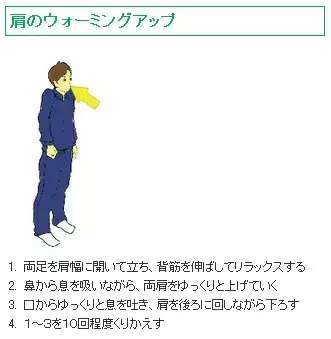 肩のウォーミングアップ
1. 両足を肩幅に開いて立ち、背筋を伸ばしてリラックスする
2. 鼻から息を吸いながら、両肩をゆっくりと上げていく
3. 口からゆっくりと息を吐き、肩を後ろに回しながら下ろす
4. 1～3を10回程度くりかえす